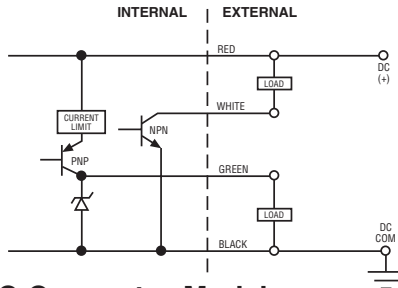 INTERNAL EXTERNAL
RED
DC
(+)
LOAD
WHITE
CURRENT
LIMIT
NPN
PNP
GREEN
LOAD
DC
COM
BLACK